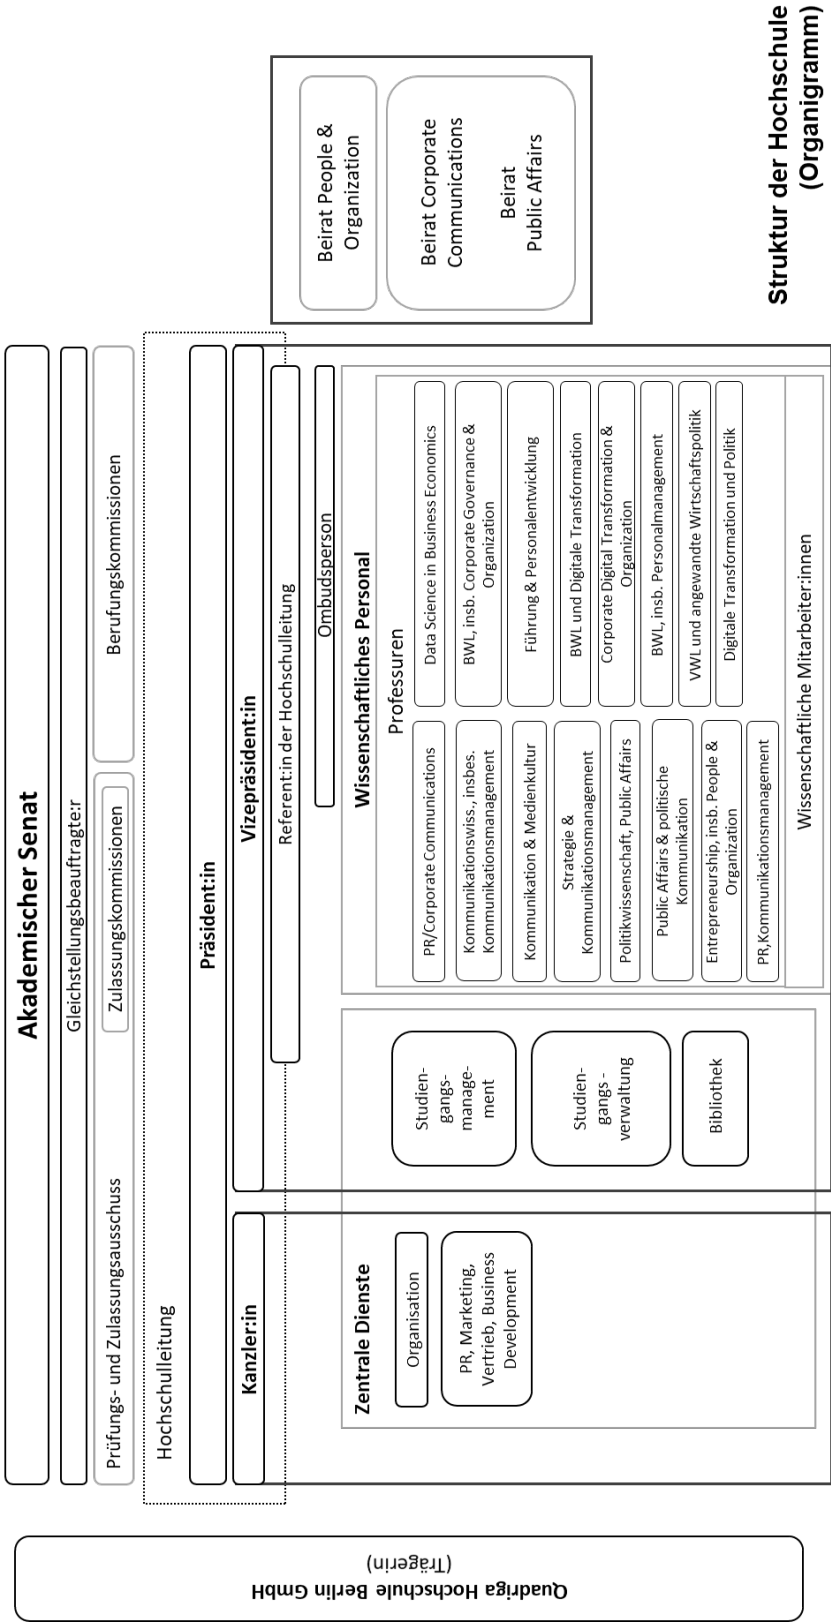 Struktur der Hochschule
(Organigramm)
Quadriga Hochschule Berlin GmbH
(Trägerin)
Akademischer Senat
Gleichstellungsbeauftragte:r
Prüfungs- und Zulassungsausschuss
Zulassungskommissionen
Berufungskommissionen
Hochschulleitung
Präsident:in
Kanzler:in
Vizepräsident:in
Referent:in der Hochschulleitung
Ombudsperson
Zentrale Dienste
Organisation
PR, Marketing,
Vertrieb, Business
Development
Studien-
gangs-
manage-
ment
Studien-
gangs -
verwaltung
Bibliothek
Wissenschaftliches Personal
Professuren
PR/Corporate Communications
Kommunikationswiss., insbes.
Kommunikationsmanagement
Kommunikation & Medienkultur
Strategie &
Kommunikationsmanagement
Politikwissenschaft, Public Affairs
Public Affairs & politische
Kommunikation
Entrepreneurship, insb. People &
Organization
PR,Kommunikationsmanagement
Data Science in Business Economics
BWL, insb. Corporate Governance &
Organization
Führung & Personalentwicklung
BWL und Digitale Transformation
Corporate Digital Transformation &
Organization
BWL, insb. Personalmanagement
VWL und angewandte Wirtschaftspolitik
Digitale Transformation und Politik
Wissenschaftliche Mitarbeiter:innen
Beirat People &
Organization
Beirat Corporate
Communications
Beirat
Public Affairs